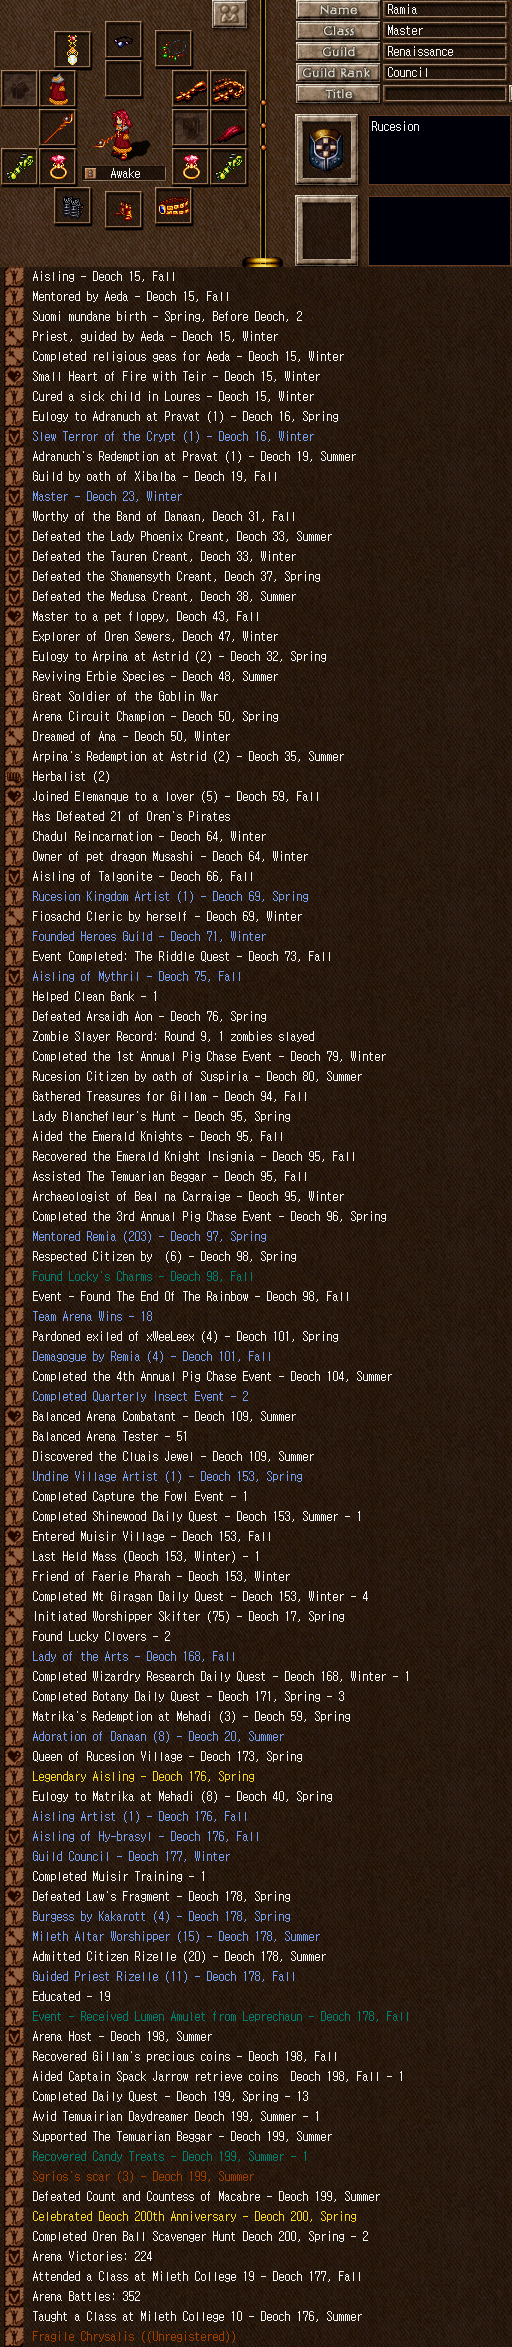 Name Ramia
Class Master
Guild Renaissance
Guild Rank Council
Title
Rucesion
Awake
Aisling - Deoch 15, Fall
Mentored by Aeda - Deoch 15, Fall
Suomi mundane birth - Spring, Before Deoch, 2
Priest, guided by Aeda - Deoch 15, Winter
Completed religious geas for Aeda - Deoch 15, Winter
Small Heart of Fire with Teir - Deoch 15, Winter
Cured a sick child in Loures - Deoch 15, Winter
Eulogy to Adranuch at Pravat (1) - Deoch 16, Spring
Slew Terror of the Crypt (1) - Deoch 16, Winter
Adranuch's Redemption at Pravat (1) - Deoch 19, Summer
Guild by oath of Xibalba - Deoch 19, Fall
Master - Deoch 23, Winter
Worthy of the Band of Danaan, Deoch 31, Fall
Defeated the Lady Phoenix Creant, Deoch 33, Summer
Defeated the Tauren Creant, Deoch 33, Winter
Defeated the Shamensyth Creant, Deoch 37, Spring
Defeated the Medusa Creant, Deoch 38, Summer
Master to a pet floppy, Deoch 43, Fall
Explorer of Oren Sewers, Deoch 47, Winter
Eulogy to Arpina at Astrid (2) - Deoch 32, Spring
Reviving Erbie Species - Deoch 48, Summer
Great Soldier of the Goblin War
Arena Circuit Champion - Deoch 50, Spring
Dreamed of Ana - Deoch 50, Winter
Arpina's Redemption at Astrid (2) - Deoch 35, Summer
Herbalist (2)
Joined Elemanque to a lover (5) - Deoch 59, Fall
Has Defeated 21 of Oren's Pirates
Chadul Reincarnation - Deoch 64, Winter
Owner of pet dragon Musashi - Deoch 64, Winter
Aisling of Talgonite - Deoch 66, Fall
Rucesion Kingdom Artist (1) - Deoch 69, Spring
Fiosachd Cleric by herself - Deoch 69, Winter
Founded Heroes Guild - Deoch 71, Winter
Event Completed: The Riddle Quest - Deoch 73, Fall
Aisling of Mythril - Deoch 75, Fall
Helped Clean Bank - 1
Defeated Arsaidh Aon - Deoch 76, Spring
Zombie Slayer Record: Round 9, 1 zombies slayed
Completed the 1st Annual Pig Chase Event - Deoch 79, Winter
Rucesion Citizen by oath of Suspiria - Deoch 80, Summer
Gathered Treasures for Gillam - Deoch 94, Fall
Lady Blanchefleur's Hunt - Deoch 95, Spring
Aided the Emerald Knights - Deoch 95, Fall
Recovered the Emerald Knight Insignia - Deoch 95, Fall
Assisted The Temuarian Beggar - Deoch 95, Fall
Archaeologist of Beal na Carraige - Deoch 95, Winter
Completed the 3rd Annual Pig Chase Event - Deoch 96, Spring
Mentored Remia (203) - Deoch 97, Spring
Respected Citizen by (6) - Deoch 98, Spring
Found Locky's Charms - Deoch 98, Fall
Event - Found The End Of The Rainbow - Deoch 98, Fall
Team Arena Wins - 18
Pardoned exiled of xWeeLeex (4) - Deoch 101, Spring
Demagogue by Remia (4) - Deoch 101, Fall
Completed the 4th Annual Pig Chase Event - Deoch 104, Summer
Completed Quarterly Insect Event - 2
Balanced Arena Combatant - Deoch 109, Summer
Balanced Arena Tester - 51
Discovered the Cluais Jewel - Deoch 109, Summer
Undine Village Artist (1) - Deoch 153, Spring
Completed Capture the Fowl Event - 1
Completed Shinewood Daily Quest - Deoch 153, Summer - 1
Entered Muisir Village - Deoch 153, Fall
Last Held Mass (Deoch 153, Winter) - 1
Friend of Faerie Pharah - Deoch 153, Winter
Completed Mt Giragan Daily Quest - Deoch 153, Winter - 4
Initiated Worshipper Skifter (75) - Deoch 17, Spring
Found Lucky Clovers - 2
Lady of the Arts - Deoch 168, Fall
Completed Wizardry Research Daily Quest - Deoch 168, Winter - 1
Completed Botany Daily Quest - Deoch 171, Spring - 3
Matrika's Redemption at Mehadi (3) - Deoch 59, Spring
Adoration of Danaan (8) - Deoch 20, Summer
Queen of Rucesion Village - Deoch 173, Spring
Legendary Aisling - Deoch 176, Spring
Eulogy to Matrika at Mehadi (8) - Deoch 40, Spring
Aisling Artist (1) - Deoch 176, Fall
Aisling of Hy-brasyl - Deoch 176, Fall
Guild Council - Deoch 177, Winter
Completed Muisir Training - 1
Defeated Law's Fragment - Deoch 178, Spring
Burgess by Kakarott (4) - Deoch 178, Spring
Mileth Altar Worshipper (15) - Deoch 178, Summer
Admitted Citizen Rizelle (20) - Deoch 178, Summer
Guided Priest Rizelle (11) - Deoch 178, Fall
Educated - 19
Event - Received Lumen Amulet from Leprechaun - Deoch 178, Fall
Arena Host - Deoch 198, Summer
Recovered Gillam's precious coins - Deoch 198, Fall
Aided Captain Spack Jarrow retrieve coins Deoch 198, Fall - 1
Completed Daily Quest - Deoch 199, Spring - 13
Avid Temuairian Daydreamer Deoch 199, Summer - 1
Supported The Temuarian Beggar - Deoch 199, Summer
Recovered Candy Treats - Deoch 199, Summer - 1
Sgrios's scar (3) - Deoch 199, Summer
Defeated Count and Countess of Macabre - Deoch 199, Summer
Celebrated Deoch 200th Anniversary - Deoch 200, Spring
Completed Oren Ball Scavenger Hunt Deoch 200, Spring - 2
Arena Victories: 224
Attended a Class at Mileth College 19 - Deoch 177, Fall
Arena Battles: 352
Taught a Class at Mileth College 10 - Deoch 176, Summer
Fragile Chrysalis ((Unregistered))